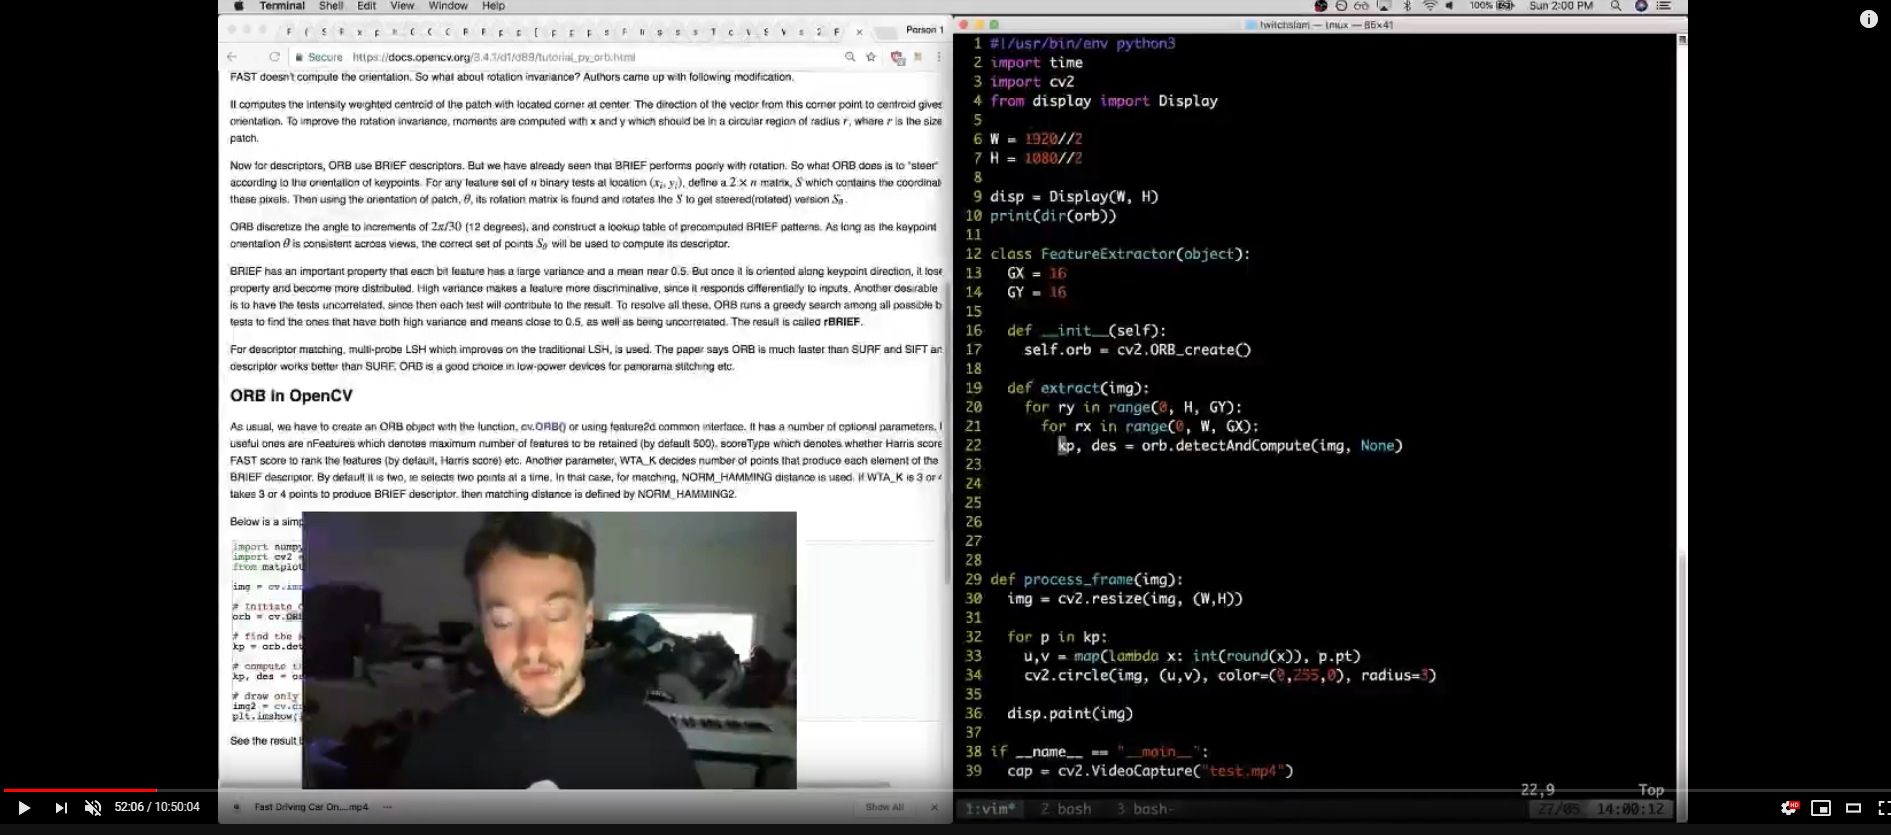 Terminal Shell Edit View Window Help 100% Sun 2:00 PM
Person 1
Secure https://docs.opencv.org/3.4.1/d1/d89/tutorial_py_orb.html
FAST doesn't compute the orientation. So what about rotation invariance? Authors came up with following modification.
It computes the intensity weighted centroid of the patch with located corner at center. The direction of the vector from this corner point to centroid gives
orientation. To improve the rotation invariance, moments are computed with x and y which should be in a circular region of radius r, where r is the size
patch.
Now for descriptors, ORB use BRIEF descriptors. But we have already seen that BRIEF performs poorly with rotation. So what ORB does is to "steer"
according to the orientation of keypoints. For any feature set of n binary tests at location (xi, yi), define a 2 × n matrix, S which contains the coordinat
these pixels. Then using the orientation of patch, θ, its rotation matrix is found and rotates the S to get steered(rotated) version Sθ.
ORB discretize the angle to increments of 2π/30 (12 degrees), and construct a lookup table of precomputed BRIEF patterns. As long as the keypoint
orientation θ is consistent across views, the correct set of points Sθ will be used to compute its descriptor.
BRIEF has an important property that each bit feature has a large variance and a mean near 0.5. But once it is oriented along keypoint direction, it lose
property and become more distributed. High variance makes a feature more discriminative, since it responds differentially to inputs. Another desirable
is to have the tests uncorrelated, since then each test will contribute to the result. To resolve all these, ORB runs a greedy search among all possible b
tests to find the ones that have both high variance and means close to 0.5, as well as being uncorrelated. The result is called rBRIEF.
For descriptor matching, multi-probe LSH which improves on the traditional LSH, is used. The paper says ORB is much faster than SURF and SIFT an
descriptor works better than SURF. ORB is a good choice in low-power devices for panorama stitching etc.
ORB in OpenCV
As usual, we have to create an ORB object with the function, cv.ORB() or using feature2d common interface. It has a number of optional parameters.
useful ones are nFeatures which denotes maximum number of features to be retained (by default 500), scoreType which denotes whether Harris score
FAST score to rank the features (by default, Harris score) etc. Another parameter, WTA_K decides number of points that produce each element of the
BRIEF descriptor. By default it is two, ie selects two points at a time. In that case, for matching, NORM_HAMMING distance is used. If WTA_K is 3 or 4
takes 3 or 4 points to produce BRIEF descriptor, then matching distance is defined by NORM_HAMMING2.
Below is a simp
import numpy
import cv2 =
from matplot
img = cv.im
# Initiate
orb = cv.OR
# find the
kp = orb.det
# compute th
kp, des = or
# draw only
img2 = cv.d
plt.imshow(
See the result b
Fast Driving Car On....mp4 ... Show All
twitchslam — tmux — 85×41
1 #!/usr/bin/env python3
2 import time
3 import cv2
4 from display import Display
5
6 W = 1920//2
7 H = 1080//2
8
9 disp = Display(W, H)
10 print(dir(orb))
11
12 class FeatureExtractor(object):
13 GX = 16
14 GY = 16
15
16 def __init__(self):
17 self.orb = cv2.ORB_create()
18
19 def extract(img):
20 for ry in range(0, H, GY):
21 for rx in range(0, W, GX):
22 kp, des = orb.detectAndCompute(img, None)
23
24
25
26
27
28
29 def process_frame(img):
30 img = cv2.resize(img, (W,H))
31
32 for p in kp:
33 u,v = map(lambda x: int(round(x)), p.pt)
34 cv2.circle(img, (u,v), color=(0,255,0), radius=3)
35
36 disp.paint(img)
37
38 if __name__ == "__main__":
39 cap = cv2.VideoCapture("test.mp4")
22,9 Top
1:vim* 2 bash 3 bash- 27/05 14:00:12
52:06 / 10:50:04
HD